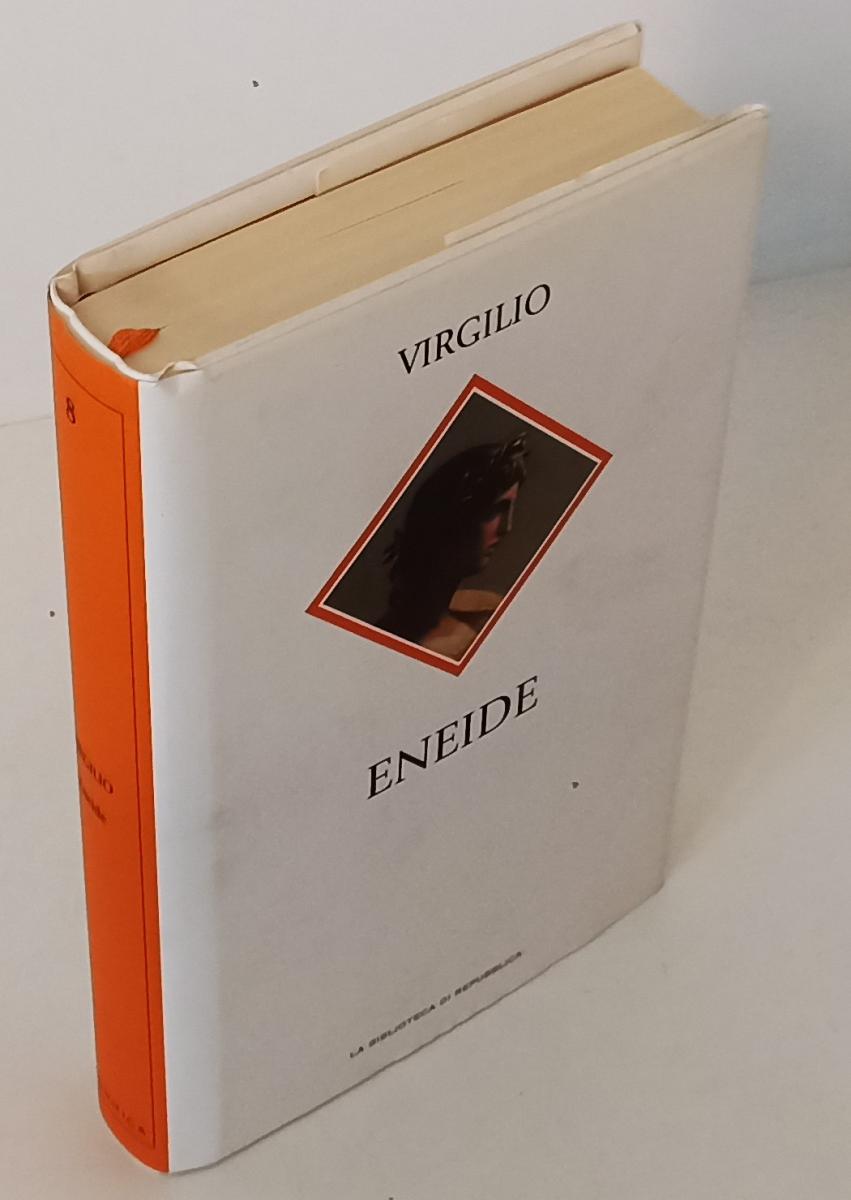 8
VIRGILIO
ENEIDE
LA BIBLIOTECA DI REPUBBLICA